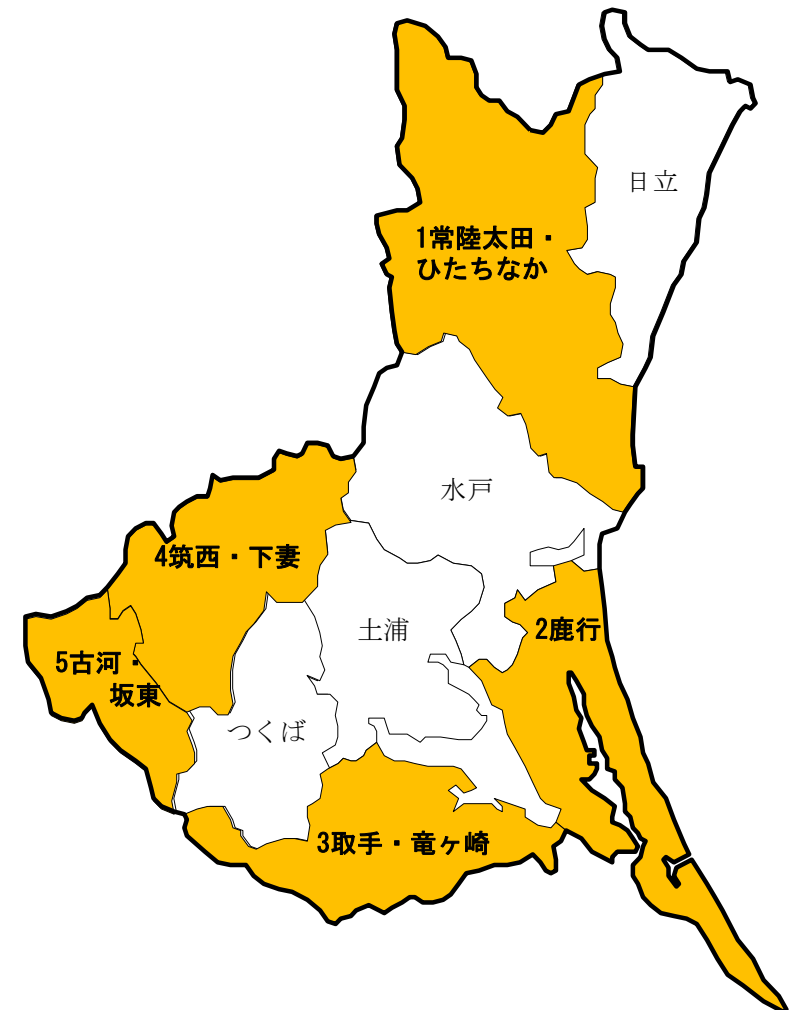 日立
1常陸太田・
ひたちなか
水戸
4筑西・下妻
土浦
2鹿行
5古河・
坂東
つくば
3取手・竜ヶ崎